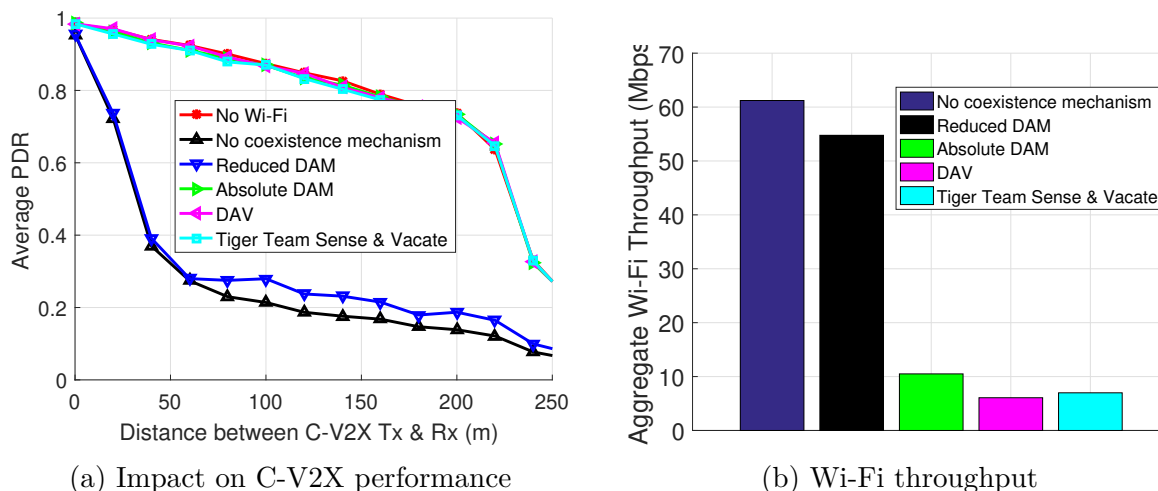 1
0.8
0.6
0.4
0.2
0
Average PDR
No Wi-Fi
No coexistence mechanism
Reduced DAM
Absolute DAM
DAV
Tiger Team Sense & Vacate
0 50 100 150 200 250
Distance between C-V2X Tx & Rx (m)
(a) Impact on C-V2X performance
70
60
50
40
30
20
10
0
Aggregate Wi-Fi Throughput (Mbps
No coexistence mechanism
Reduced DAM
Absolute DAM
DAV
Tiger Team Sense & Vacate
(b) Wi-Fi throughput